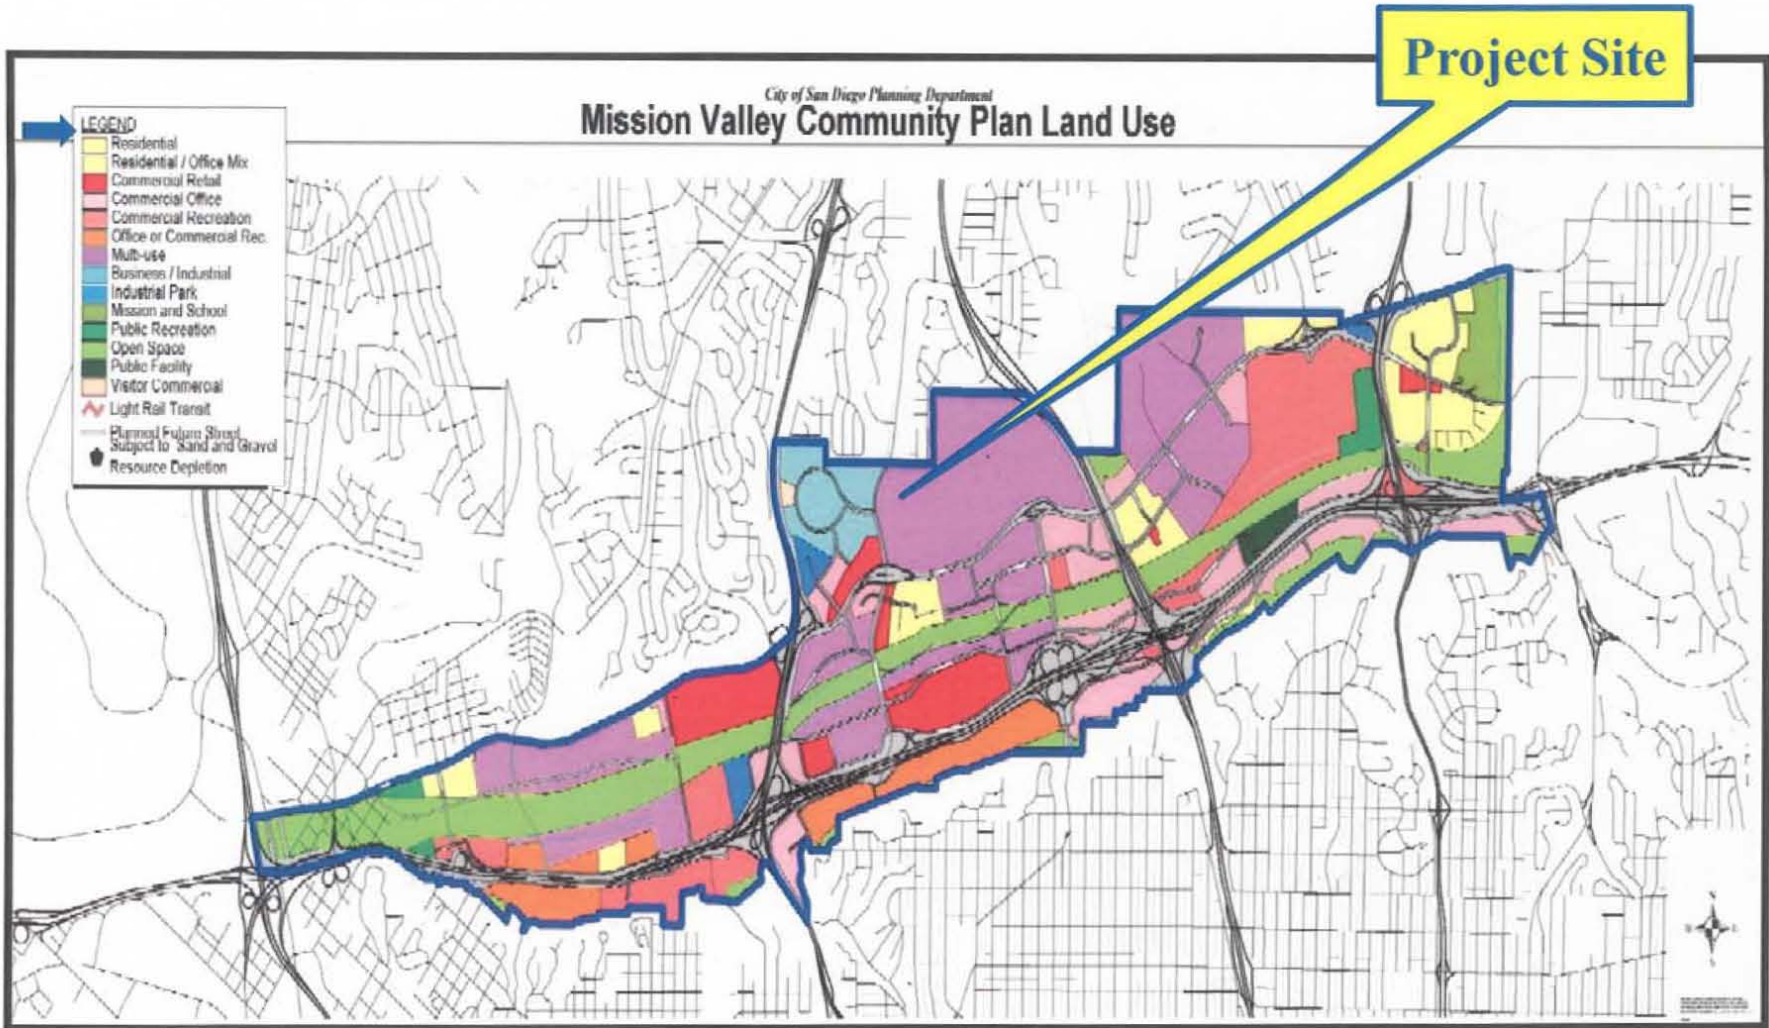 Project Site
City of San Diego Planning Department
Mission Valley Community Plan Land Use
LEGEND
Residential
Residential / Office Mix
Commercial Retail
Commercial Office
Commercial Recreation
Office or Commercial Rec.
Multi-use
Business / Industrial
Industrial Park
Mission and School
Public Recreation
Open Space
Public Facility
Visitor Commercial
Light Rail Transit
Planned Future Street
Subject to Sand and Gravel
Resource Depletion
N